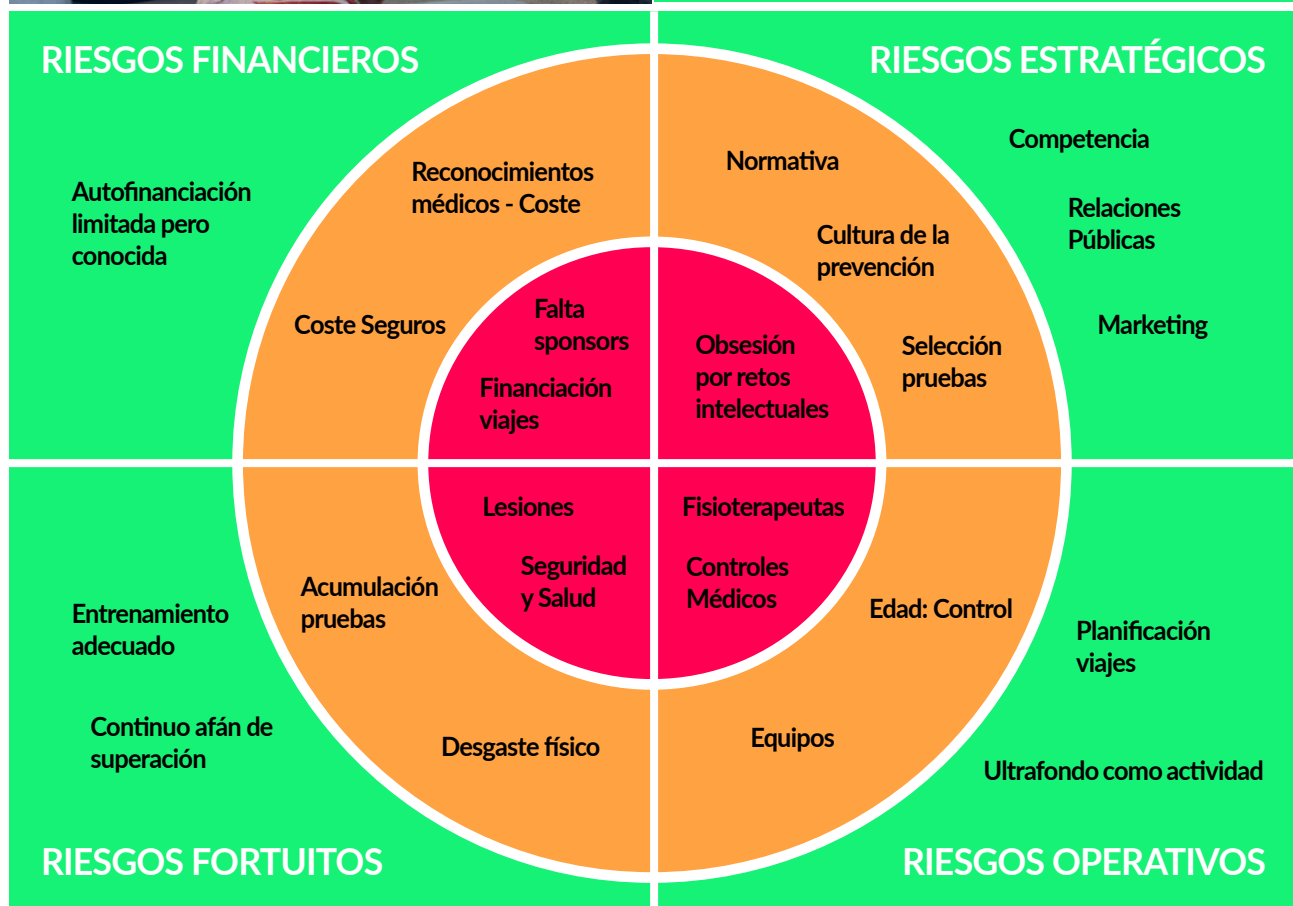 RIESGOS FINANCIEROS
Autofinanciación
limitada pero
conocida
Reconocimientos
médicos - Coste
Coste Seguros
Falta
sponsors
Financiación
viajes
RIESGOS ESTRATÉGICOS
Competencia
Relaciones
Públicas
Marketing
Normativa
Cultura de la
prevención
Selección
pruebas
Obsesión
por retos
intelectuales
Lesiones
Seguridad
y Salud
Acumulación
pruebas
Desgaste físico
Entrenamiento
adecuado
Continuo afán de
superación
RIESGOS FORTUITOS
Fisioterapeutas
Controles
Médicos
Edad: Control
Equipos
Planificación
viajes
Ultrafondo como actividad
RIESGOS OPERATIVOS